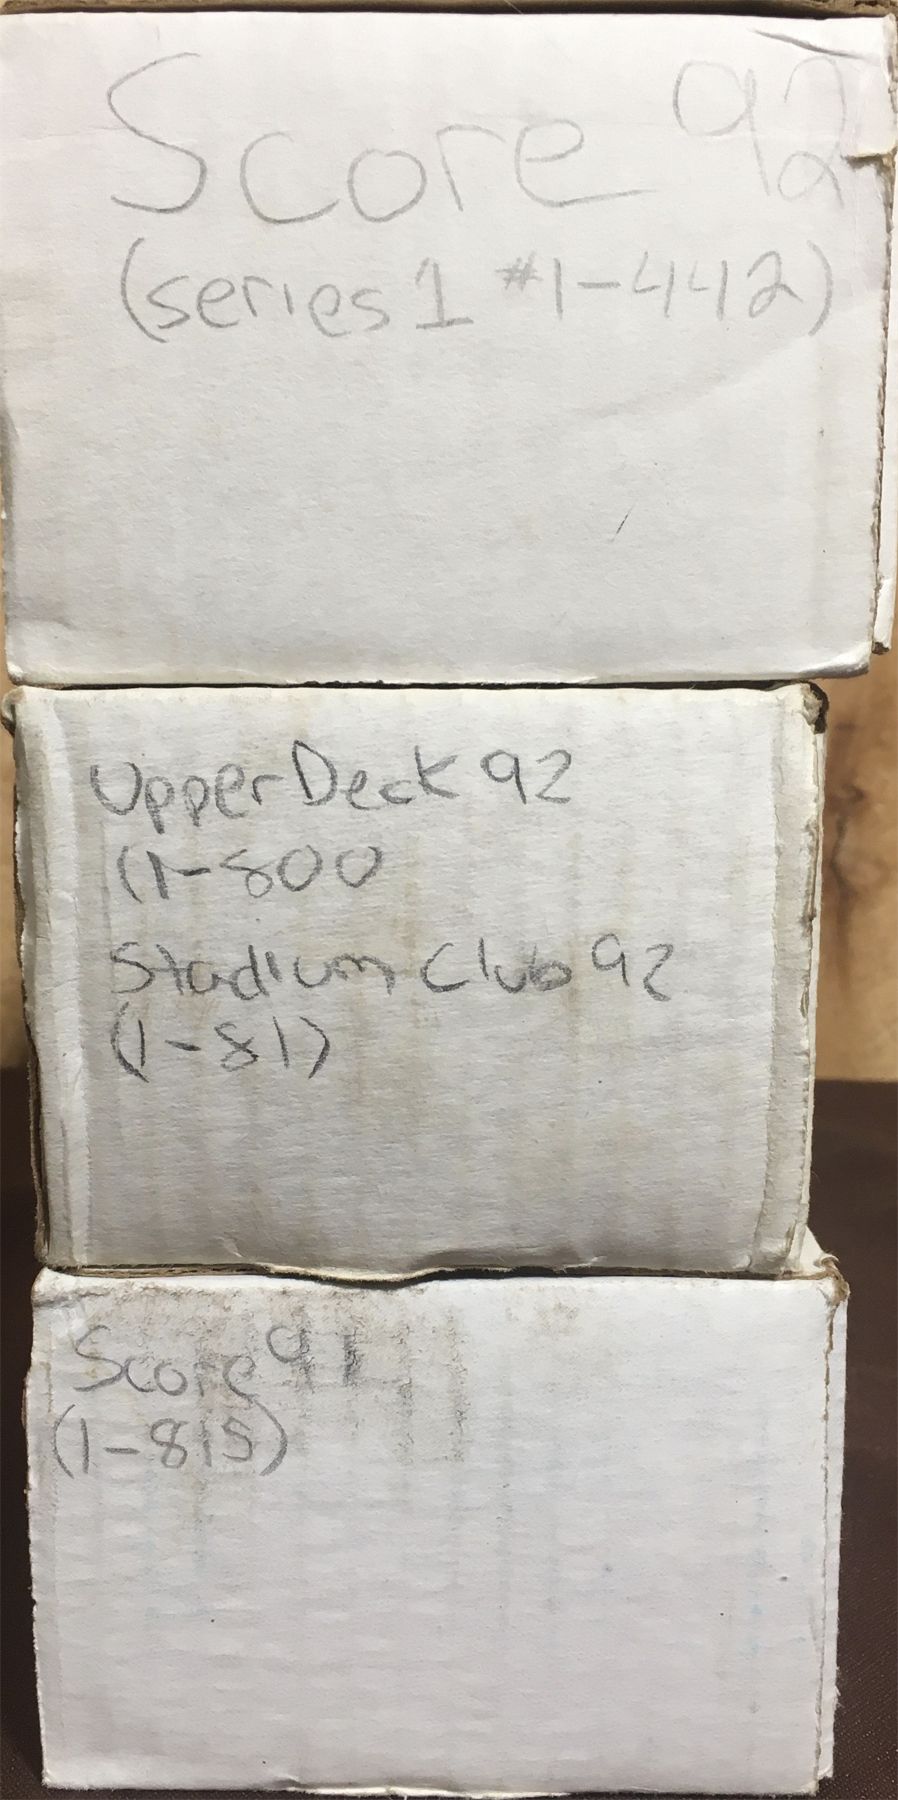 Score 92
(series 1 #1-442)
Upper Deck 92
(1-800
Stadium Club 92
(1-81)
Score 91
(1-815)